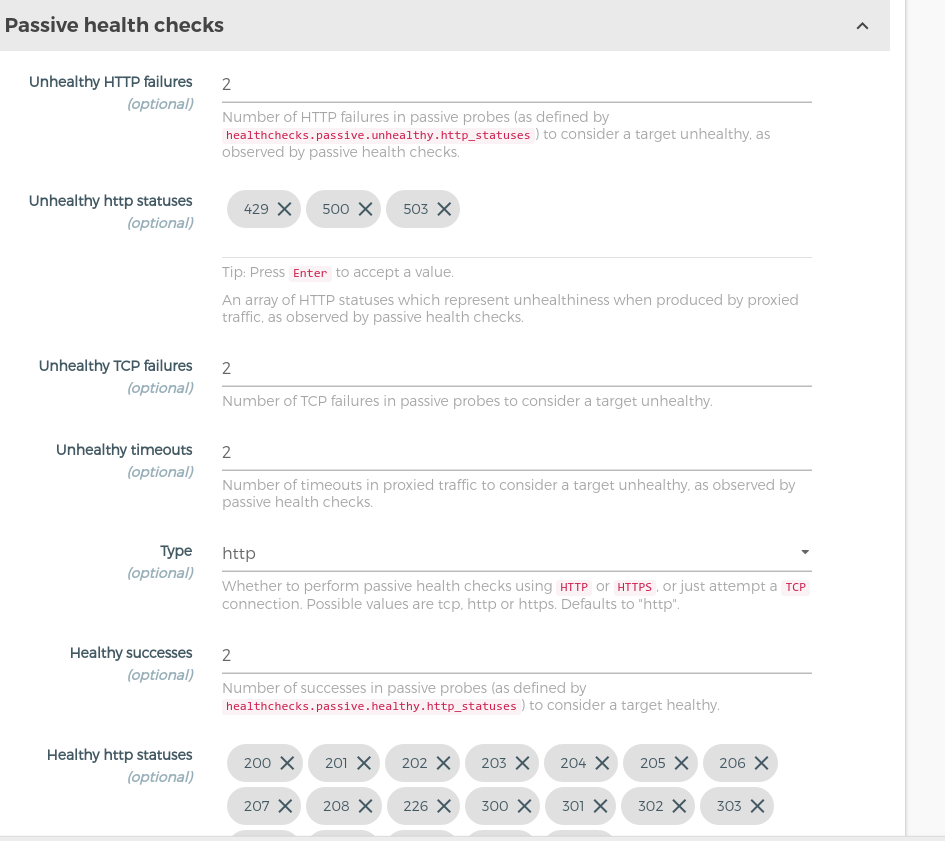 Passive health checks
Unhealthy HTTP failures
(optional)
2
Number of HTTP failures in passive probes (as defined by
healthchecks.passive.unhealthy.http_statuses ) to consider a target unhealthy, as
observed by passive health checks.
Unhealthy http statuses
(optional)
429 500 503
Tip: Press Enter to accept a value.
An array of HTTP statuses which represent unhealthiness when produced by proxied
traffic, as observed by passive health checks.
Unhealthy TCP failures
(optional)
2
Number of TCP failures in passive probes to consider a target unhealthy.
Unhealthy timeouts
(optional)
2
Number of timeouts in proxied traffic to consider a target unhealthy, as observed by
passive health checks.
Type
(optional)
http
Whether to perform passive health checks using HTTP or HTTPS , or just attempt a TCP
connection. Possible values are tcp, http or https. Defaults to "http".
Healthy successes
(optional)
2
Number of successes in passive probes (as defined by
healthchecks.passive.healthy.http_statuses ) to consider a target healthy.
Healthy http statuses
(optional)
200 201 202 203 204 205 206
207 208 226 300 301 302 303